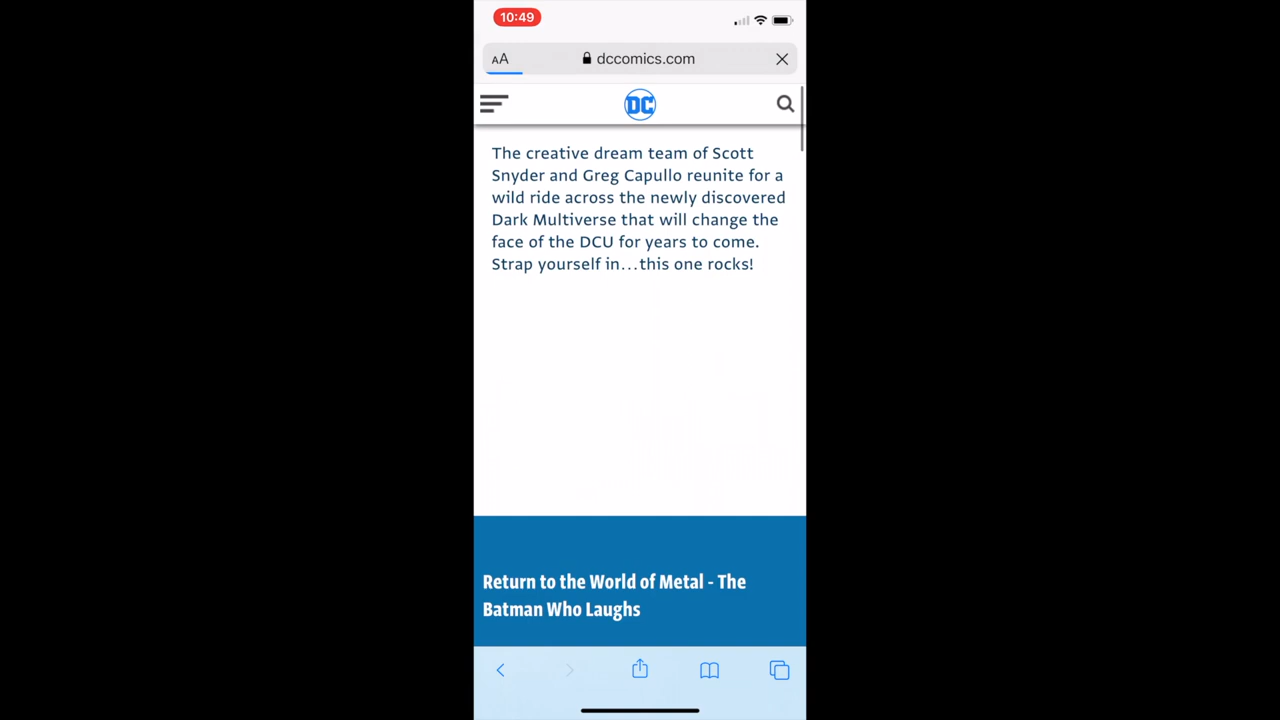 10:49
AA dccomics.com
DC
The creative dream team of Scott
Snyder and Greg Capullo reunite for a
wild ride across the newly discovered
Dark Multiverse that will change the
face of the DCU for years to come.
Strap yourself in...this one rocks!
Return to the World of Metal - The
Batman Who Laughs